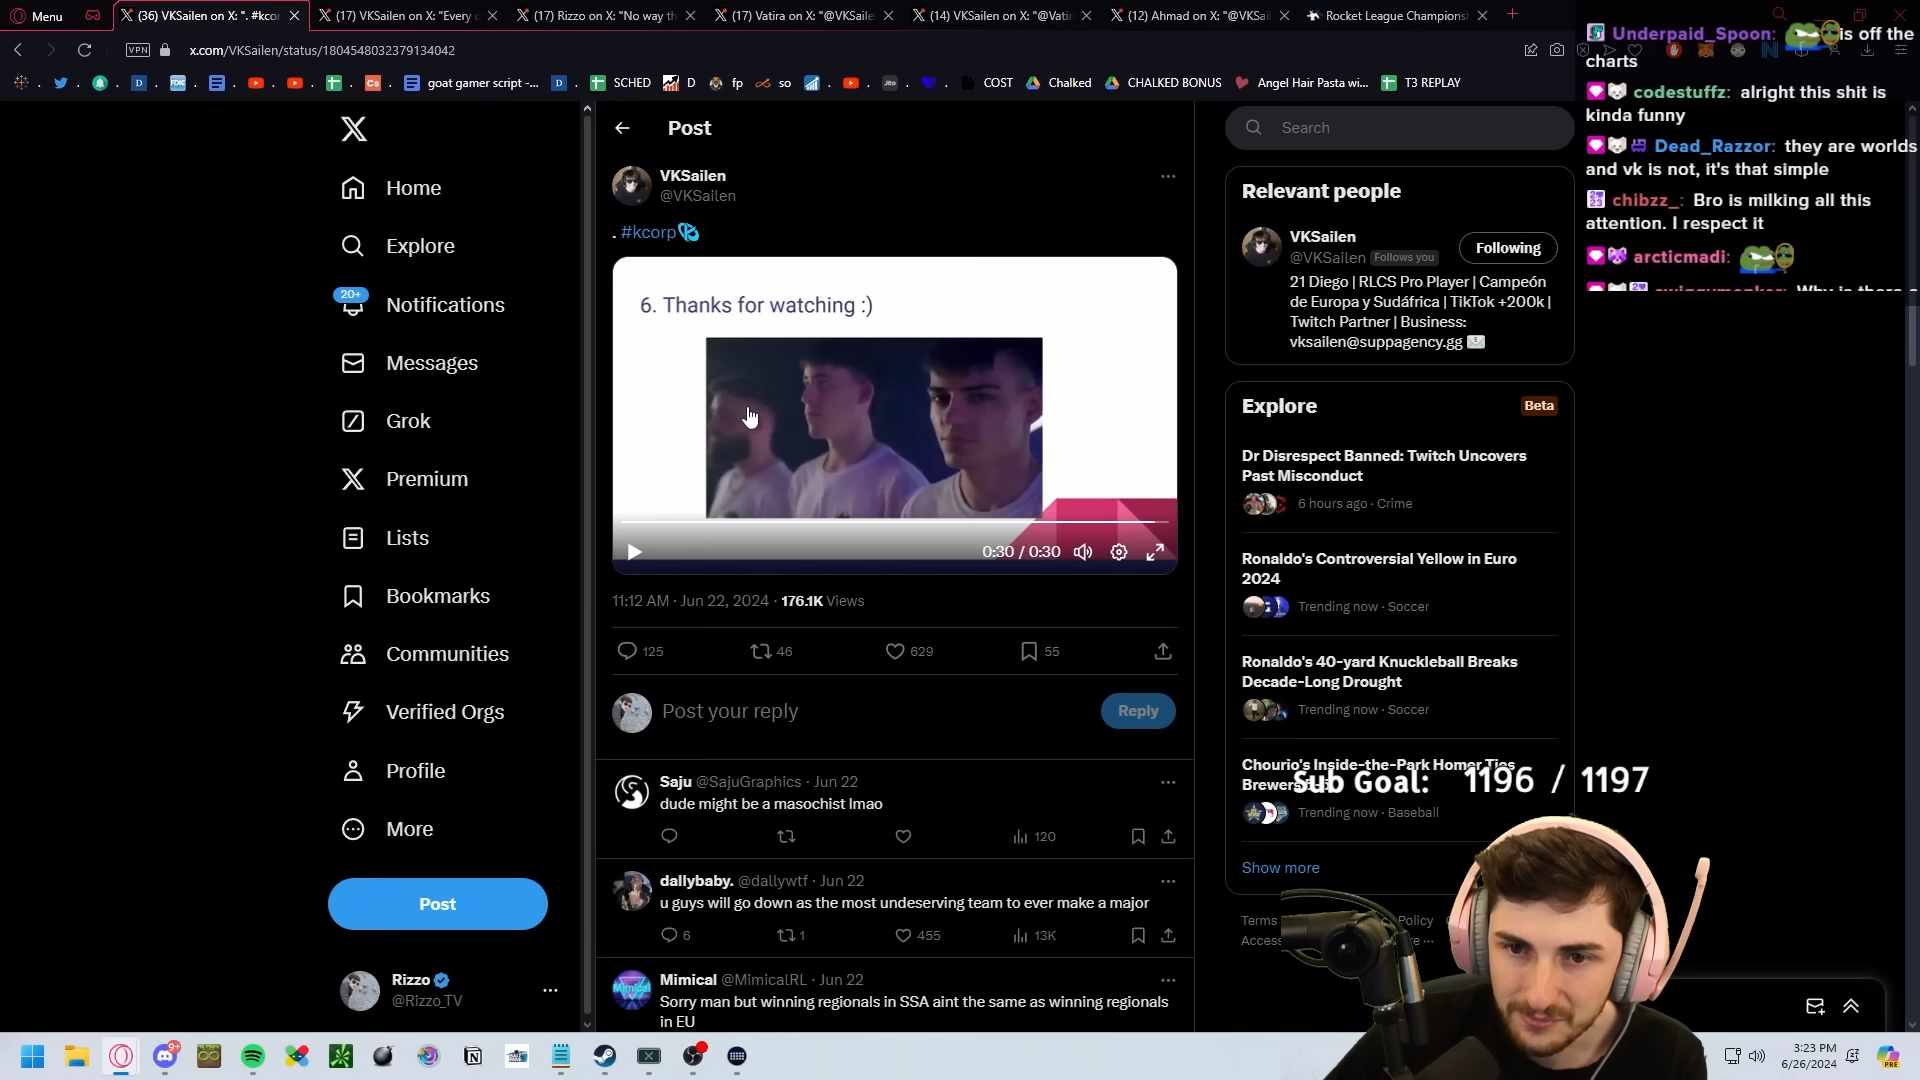 Menu
(36) VKSailen on X: ". #kcor
(17) VKSailen on X: "Every
(17) Rizzo on X: "No way th
(17) Vatira on X: "@VKSaile
(14) VKSailen on X: "@Vatir
(12) Ahmad on X: "@VKSail
Rocket League Champions
VPN
x.com/VKSailen/status/1804548032379134042
goat gamer script -...
SCHED
D
fp
so
COST
Chalked
CHALKED BONUS
Angel Hair Pasta wi...
T3 REPLAY
Underpaid_Spoon: is off the
charts
codestuffz: alright this shit is
kinda funny
Dead_Razzor: they are worlds
and vk is not, it's that simple
chibzz_: Bro is milking all this
attention. I respect it
arcticmadi:
Home
Explore
20+
Notifications
Messages
Grok
Premium
Lists
Bookmarks
Communities
Verified Orgs
Profile
More
Post
Rizzo
@Rizzo_TV
Post
VKSailen
@VKSailen
. #kcorp
6. Thanks for watching :)
0:30 / 0:30
11:12 AM · Jun 22, 2024 · 176.1K Views
125
46
629
55
Post your reply
Reply
Saju @SajuGraphics · Jun 22
dude might be a masochist lmao
120
dallybaby. @dallywtf · Jun 22
u guys will go down as the most undeserving team to ever make a major
6
1
455
13K
Mimical @MimicalRL · Jun 22
Sorry man but winning regionals in SSA aint the same as winning regionals
in EU
Search
Relevant people
VKSailen
@VKSailen Follows you
Following
21 Diego | RLCS Pro Player | Campeón
de Europa y Sudáfrica | TikTok +200k |
Twitch Partner | Business:
vksailen@suppagency.gg
Explore
Beta
Dr Disrespect Banned: Twitch Uncovers
Past Misconduct
6 hours ago · Crime
Ronaldo's Controversial Yellow in Euro
2024
Trending now · Soccer
Ronaldo's 40-yard Knuckleball Breaks
Decade-Long Drought
Trending now · Soccer
Chourio's Inside-the-Park Homer Ties
Brewers
Trending now · Baseball
Sub Goal: 1196 / 1197
Show more
Terms
Policy
3:23 PM
6/26/2024